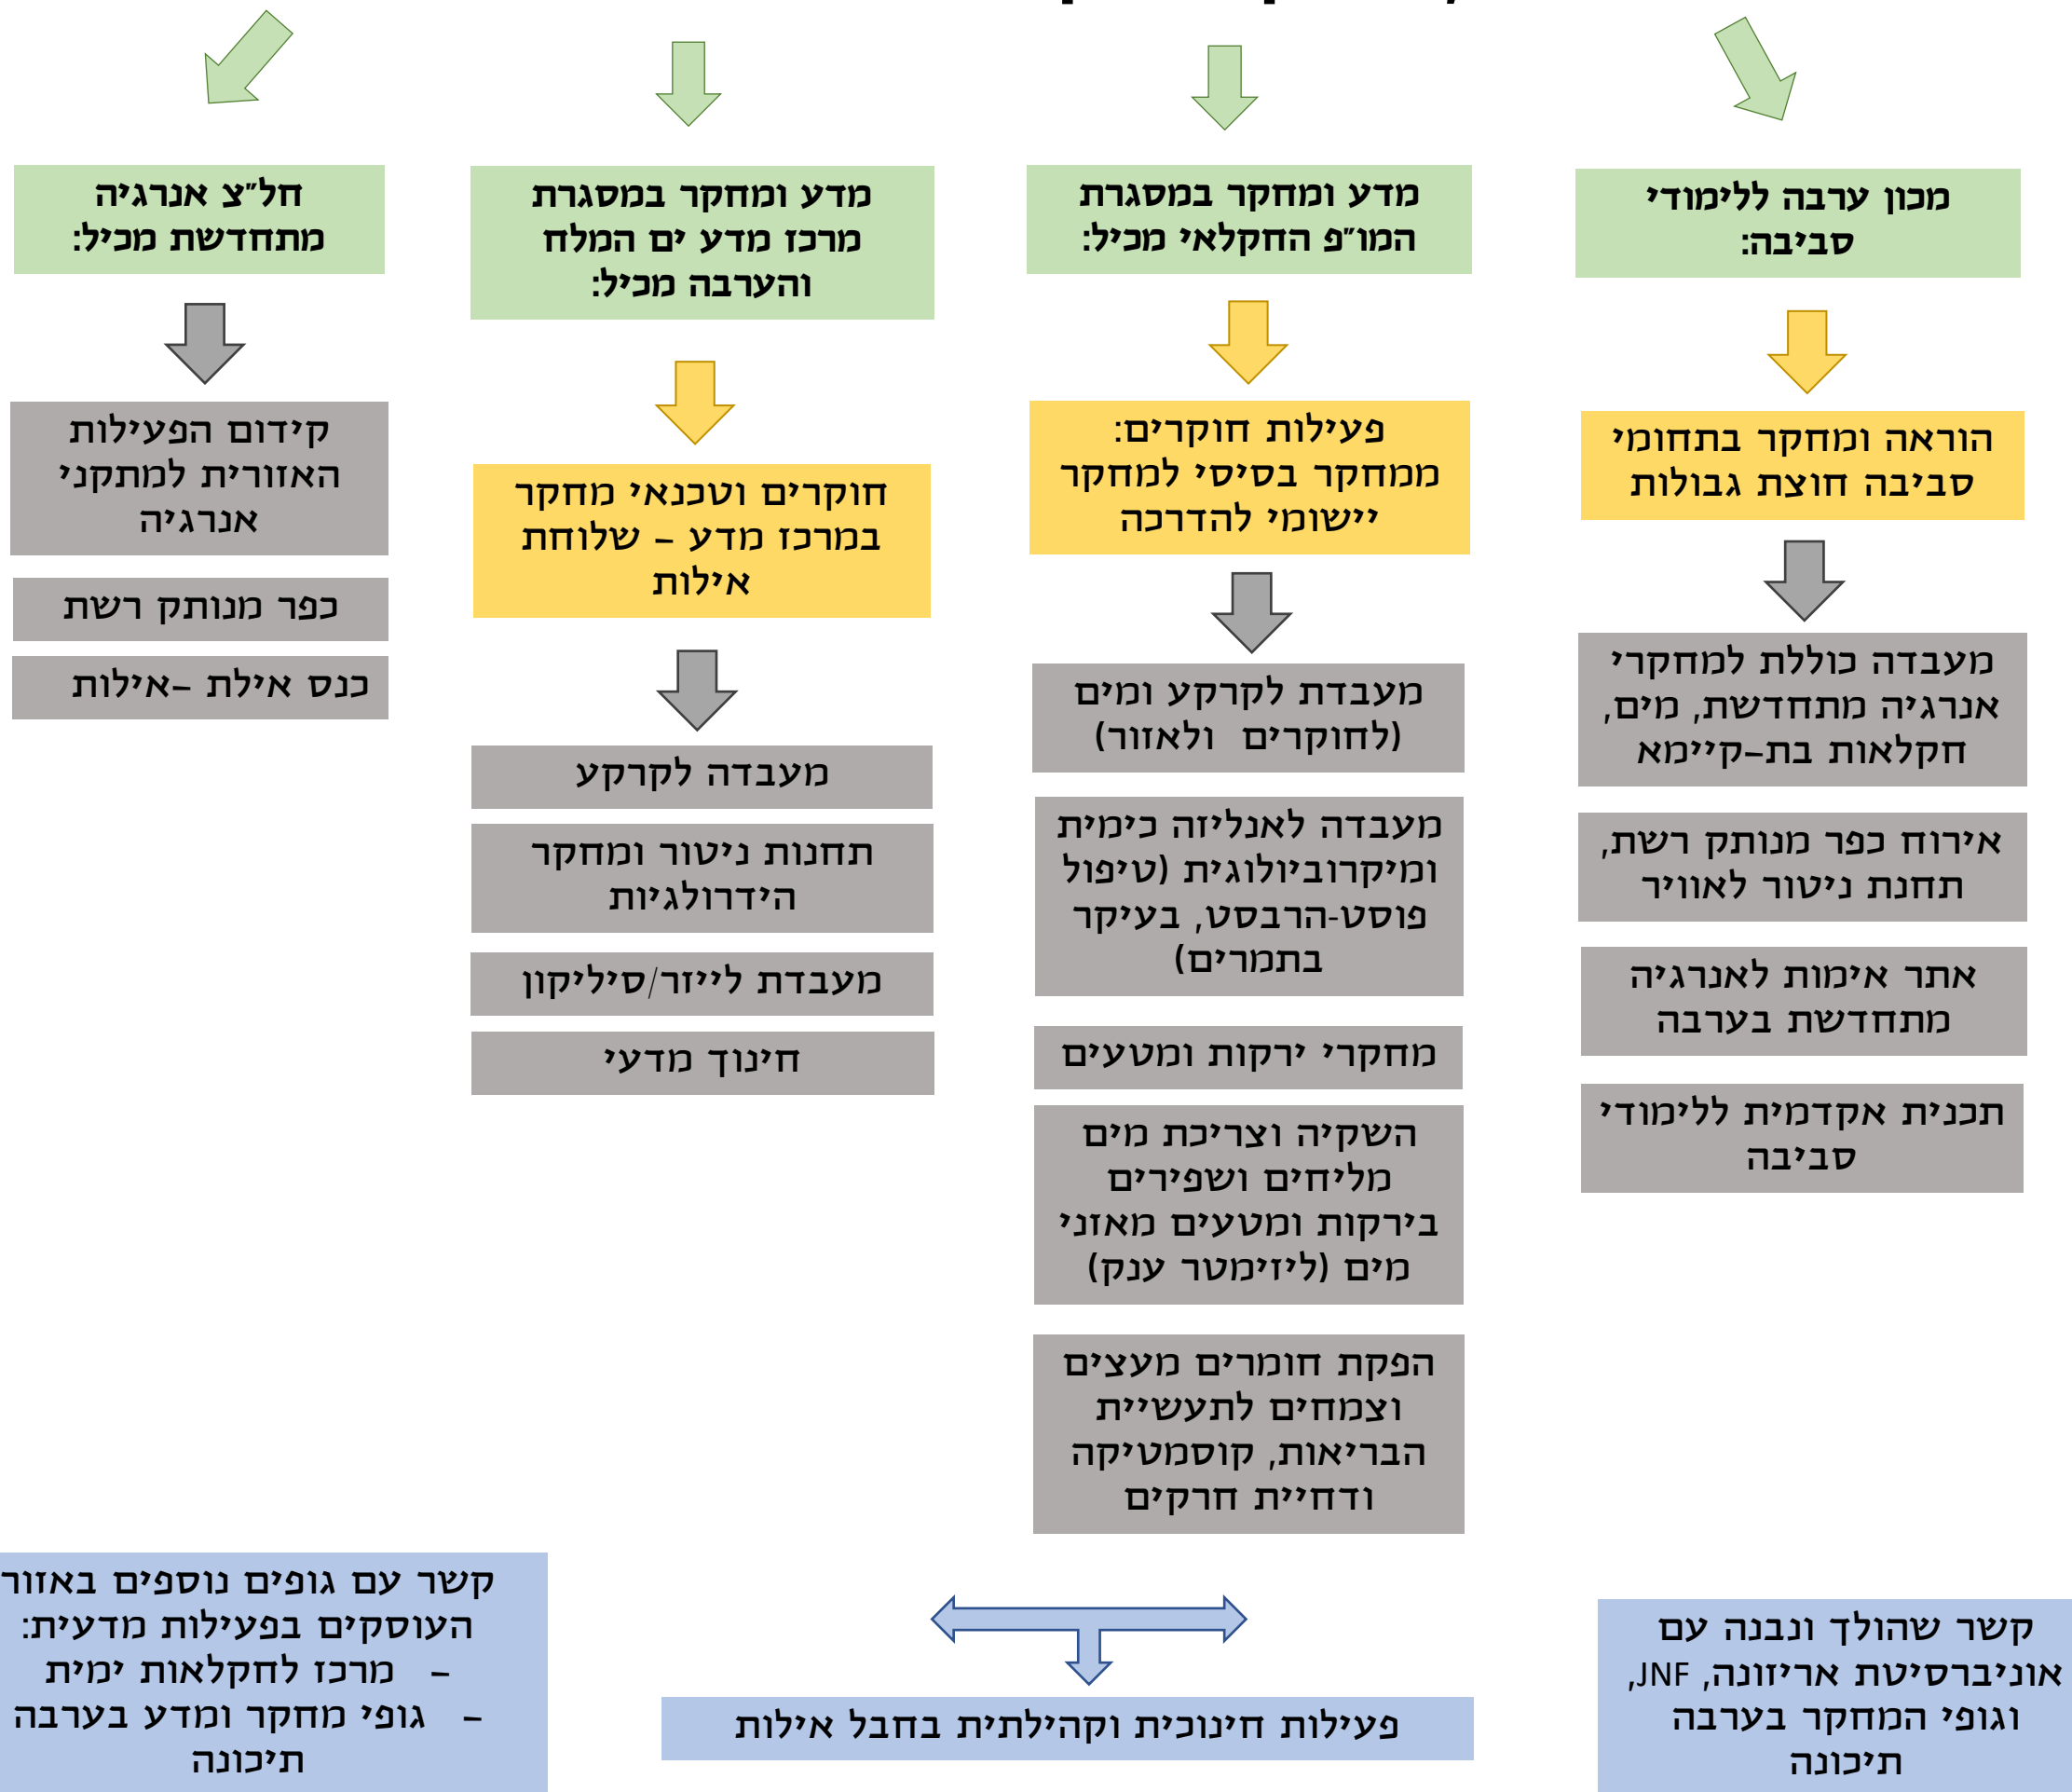 מכון ערבה ללימודי
סביבה:
הוראה ומחקר בתחומי
סביבה חוצת גבולות
מעבדה כוללת למחקרי
אנרגיה מתחדשת, מים,
חקלאות בת–קיימא
אירוח כפר מנותק רשת,
תחנת ניטור לאוויר
אתר אימות לאנרגיה
מתחדשת בערבה
תכנית אקדמית ללימודי
סביבה
מדע ומחקר במסגרת
המו"פ החקלאי מכיל:
פעילות חוקרים:
ממחקר בסיסי למחקר
יישומי להדרכה
מעבדת לקרקע ומים
(לחוקרים ולאזור)
מעבדה לאנליזה כימית
ומיקרוביולוגית (טיפול
פוסט-הרבסט, בעיקר
בתמרים)
מחקרי ירקות ומטעים
השקיה וצריכת מים
מליחים ושפירים
בירקות ומטעים מאזני
מים (ליזימטר ענק)
הפקת חומרים מעצים
וצמחים לתעשיית
הבריאות, קוסמטיקה
ודחיית חרקים
מדע ומחקר במסגרת
מרכז מדע ים המלח
והערבה מכיל:
חוקרים וטכנאי מחקר
במרכז מדע – שלוחת
אילות
מעבדה לקרקע
תחנות ניטור ומחקר
הידרולגיות
מעבדת לייזר/סיליקון
חינוך מדעי
חל"צ אנרגיה
מתחדשת מכיל:
קידום הפעילות
האזורית למתקני
אנרגיה
כפר מנותק רשת
כנס אילת –אילות
קשר שהולך ונבנה עם
אוניברסיטת אריזונה, JNF,
וגופי המחקר בערבה
תיכונה
פעילות חינוכית וקהילתית בחבל אילות
קשר עם גופים נוספים באזור
העוסקים בפעילות מדעית:
– מרכז לחקלאות ימית
– גופי מחקר ומדע בערבה
תיכונה